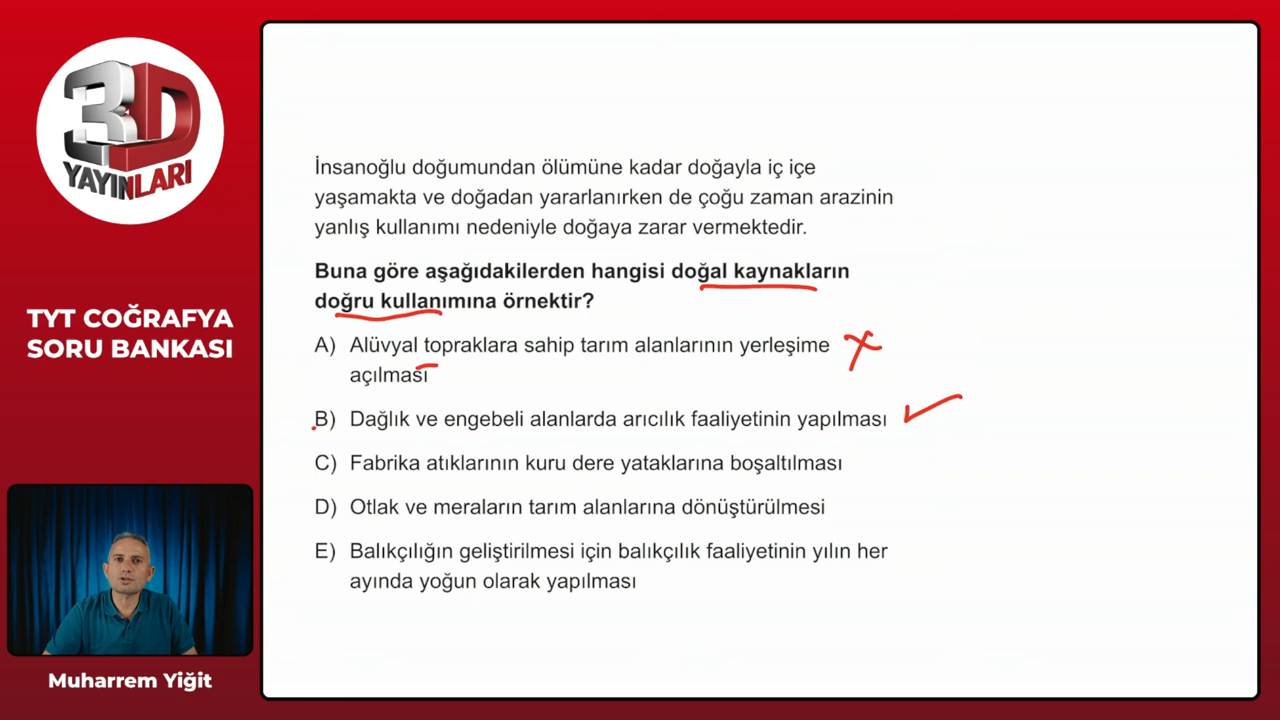 3D
YAYINLARI
TYT COĞRAFYA
SORU BANKASI
Muharrem Yiğit
İnsanoğlu doğumundan ölümüne kadar doğayla iç içe
yaşamakta ve doğadan yararlanırken de çoğu zaman arazinin
yanlış kullanımı nedeniyle doğaya zarar vermektedir.
Buna göre aşağıdakilerden hangisi doğal kaynakların
doğru kullanımına örnektir?
A) Alüvyal topraklara sahip tarım alanlarının yerleşime
açılması
B) Dağlık ve engebeli alanlarda arıcılık faaliyetinin yapılması
C) Fabrika atıklarının kuru dere yataklarına boşaltılması
D) Otlak ve meraların tarım alanlarına dönüştürülmesi
E) Balıkçılığın geliştirilmesi için balıkçılık faaliyetinin yılın her
ayında yoğun olarak yapılması